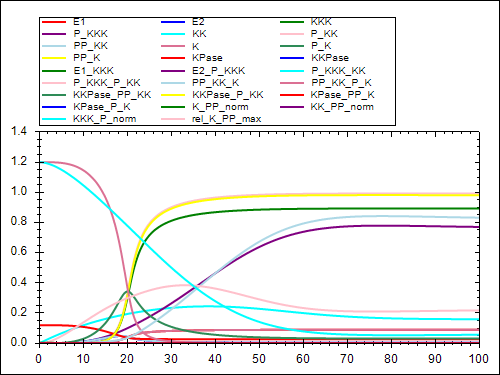 E1 E2 KKK
P_KKK KK P_KK
PP_KK K P_K
PP_K KPase KKPase
E1_KKK E2_P_KKK P_KKK_KK
P_KKK_P_KK PP_KK_K PP_KK_P_K
KKPase_PP_KK KKPase_P_KK KPase_PP_K
KPase_P_K K_PP_norm KK_PP_norm
KKK_P_norm rel_K_PP_max
1.4
1.2
1.0
0.8
0.6
0.4
0.2
0.0
0 10 20 30 40 50 60 70 80 90 100